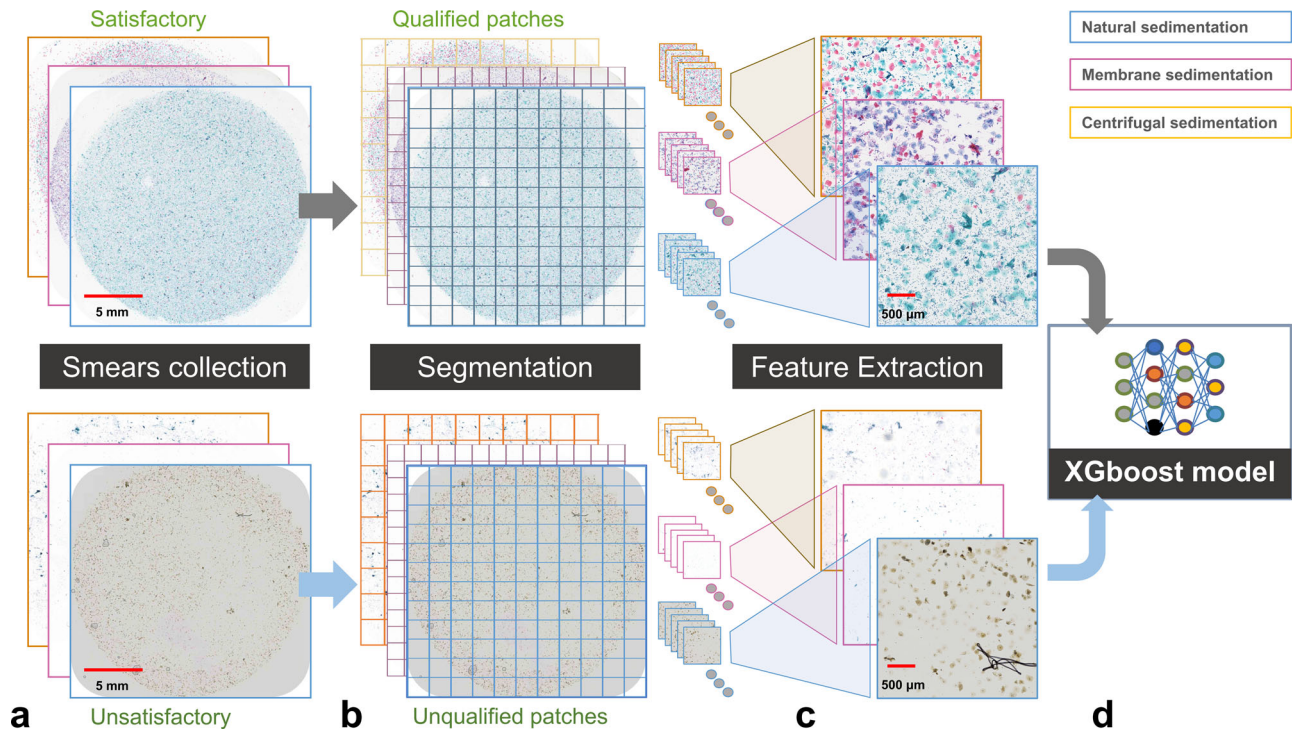 Satisfactory
Qualified patches
Natural sedimentation
Membrane sedimentation
Centrifugal sedimentation
5 mm
500 µm
Smears collection
Segmentation
Feature Extraction
XGboost model
5 mm
500 µm
a
Unsatisfactory
b
Unqualified patches
c
d